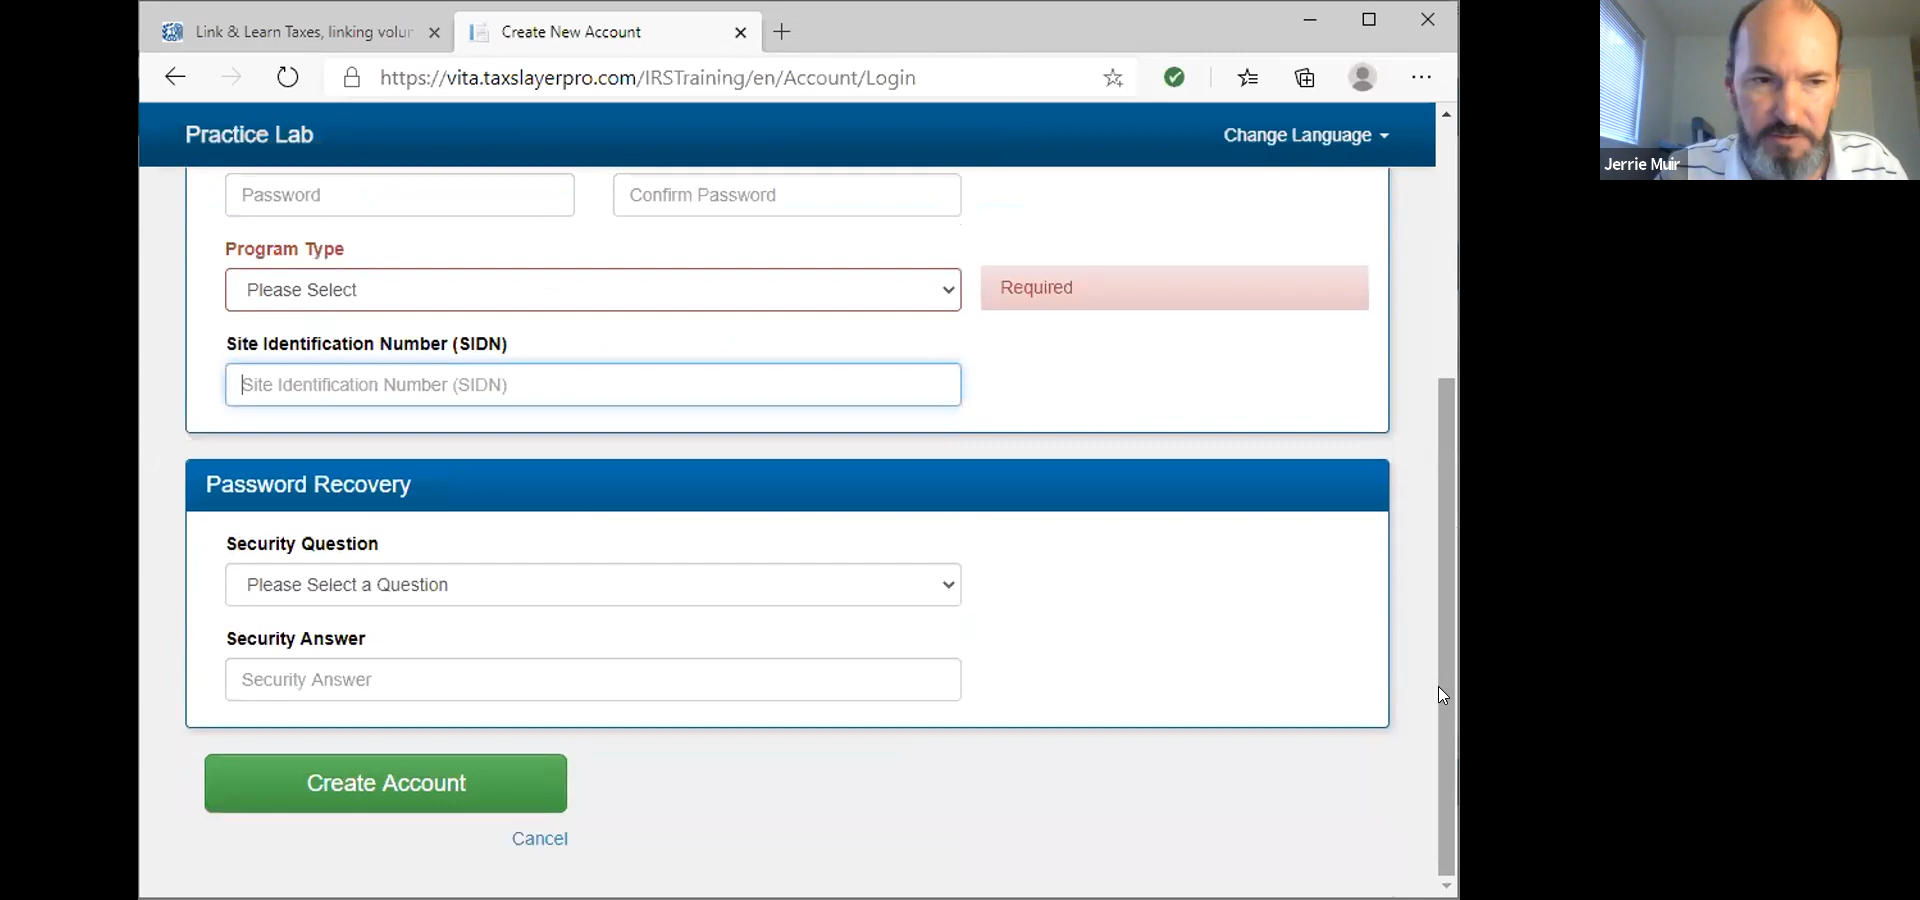 Link & Learn Taxes, linking volur
Create New Account
https://vita.taxslayerpro.com/IRSTraining/en/Account/Login
Practice Lab
Change Language
Jerrie Muir
Password
Confirm Password
Program Type
Please Select
Required
Site Identification Number (SIDN)
Site Identification Number (SIDN)
Password Recovery
Security Question
Please Select a Question
Security Answer
Security Answer
Create Account
Cancel